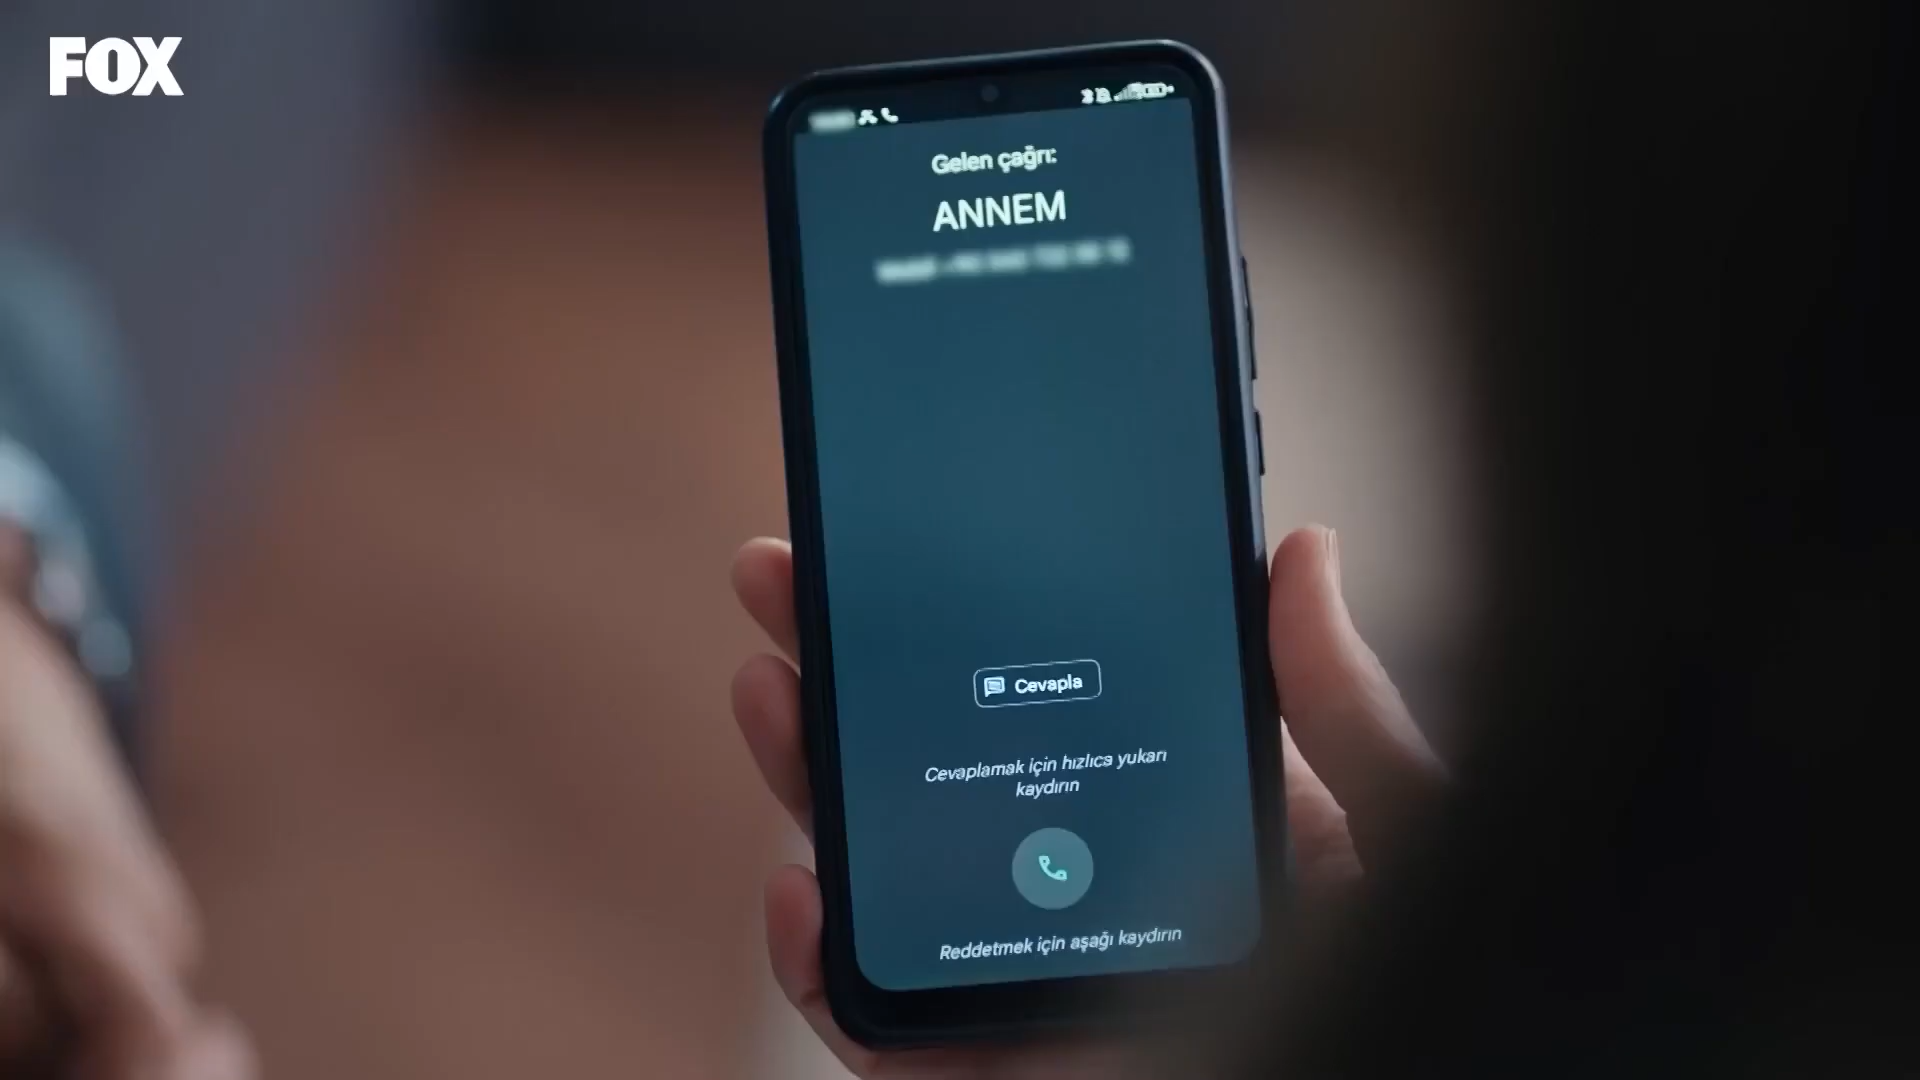 FOX
Gelen çağrı:
ANNEM
Cevapla
Cevaplamak için hızlıca yukarı
kaydırın
Reddetmek için aşağı kaydırın